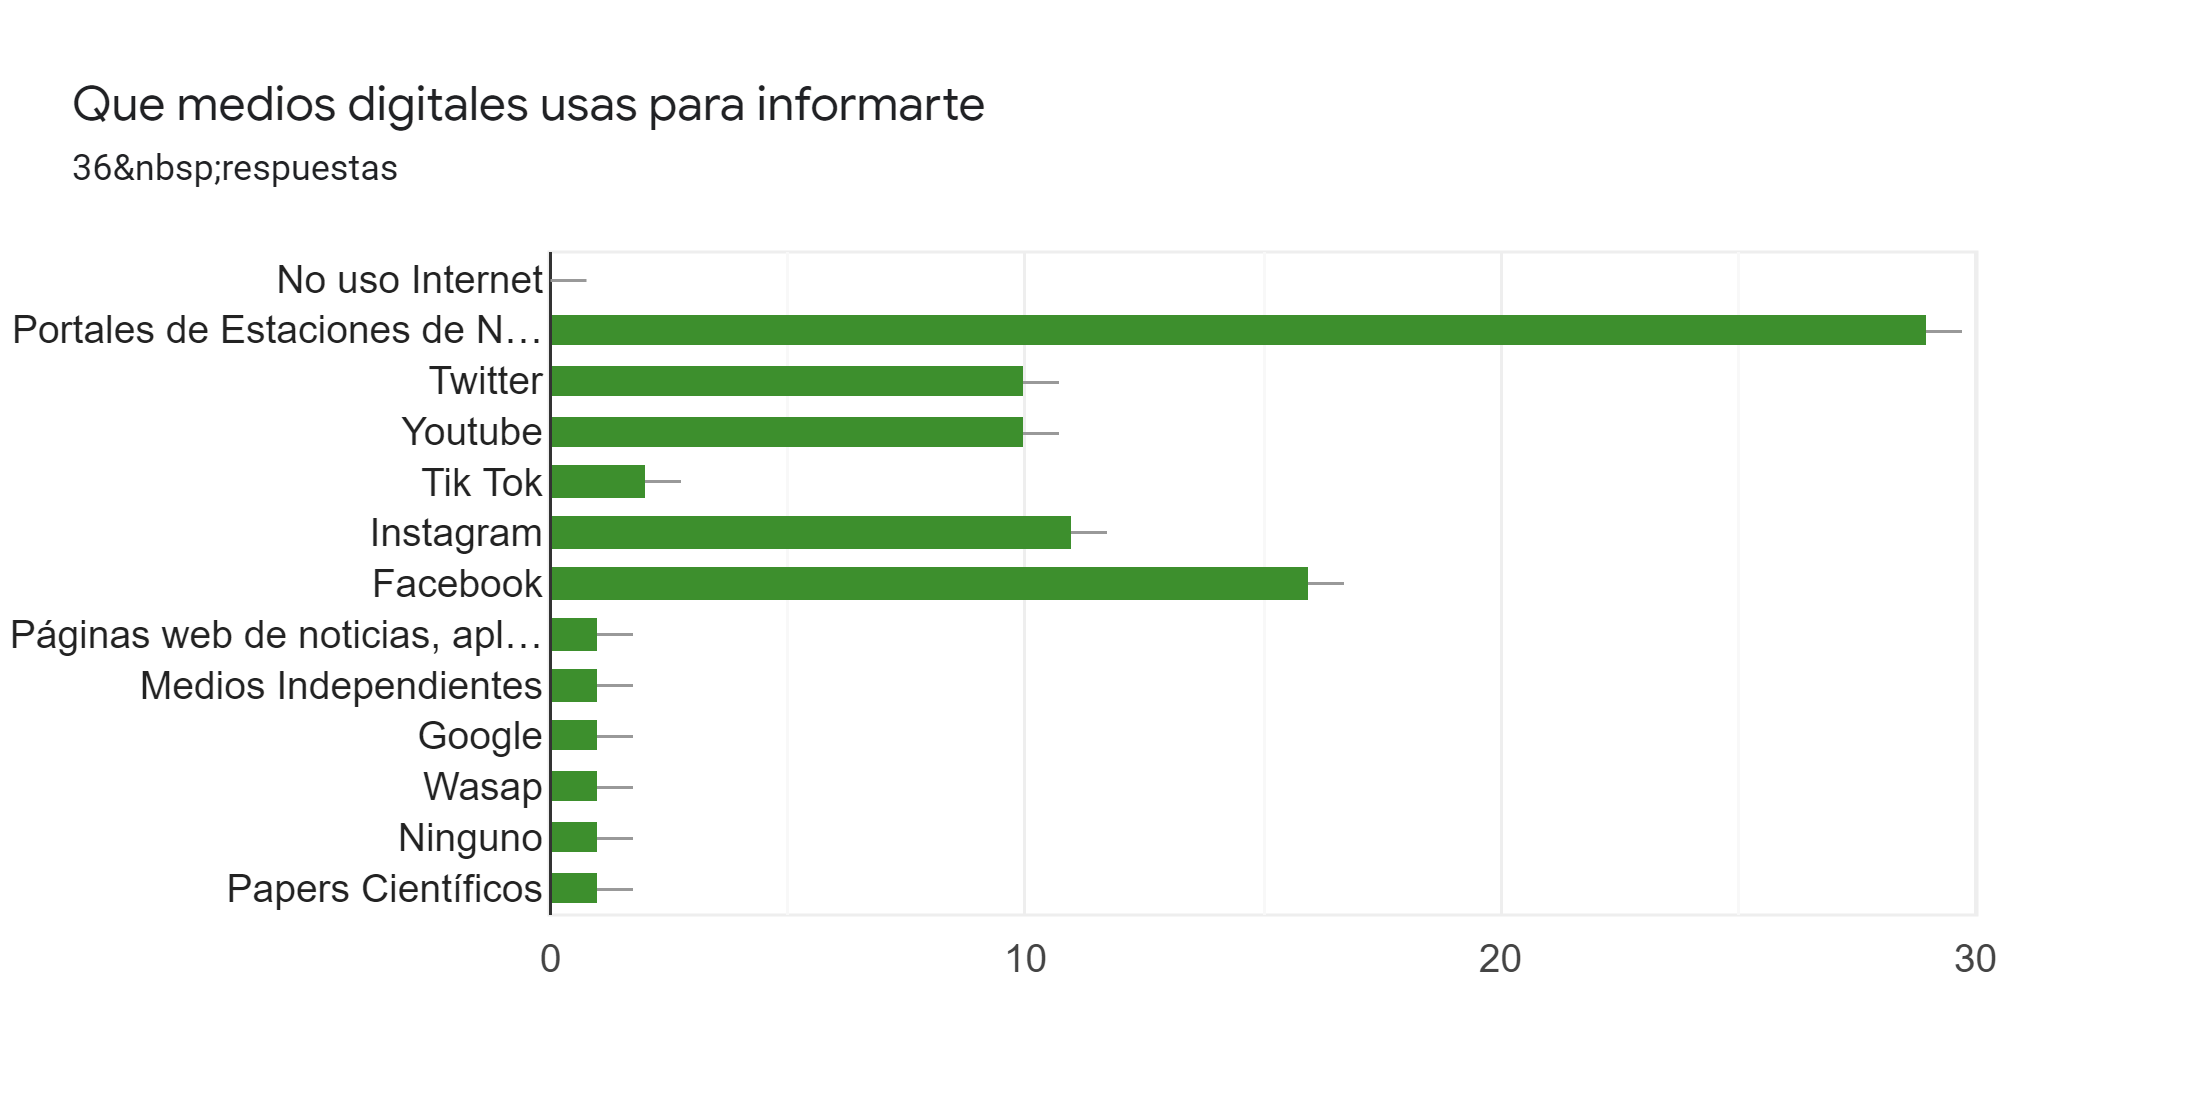 Que medios digitales usas para informarte
36&nbsp;respuestas
No uso Internet
Portales de Estaciones de N…
Twitter
Youtube
Tik Tok
Instagram
Facebook
Páginas web de noticias, apl…
Medios Independientes
Google
Wasap
Ninguno
Papers Científicos
0 10 20 30